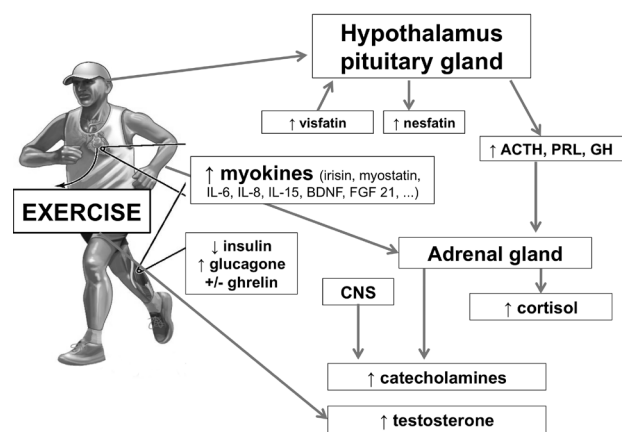 Hypothalamus
pituitary gland
↑ visfatin
↑ nesfatin
↑ ACTH, PRL, GH
↑ myokines (irisin, myostatin,
IL-6, IL-8, IL-15, BDNF, FGF 21, ...)
EXERCISE
↓ insulin
↑ glucagone
+/- ghrelin
Adrenal gland
CNS
↑ cortisol
↑ catecholamines
↑ testosterone